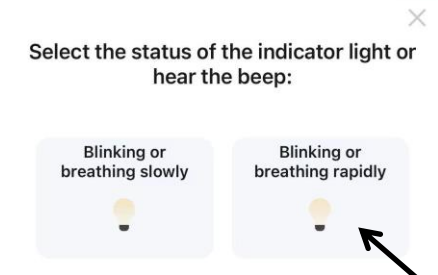 Select the status of the indicator light or
hear the beep:
Blinking or
breathing slowly
Blinking or
breathing rapidly